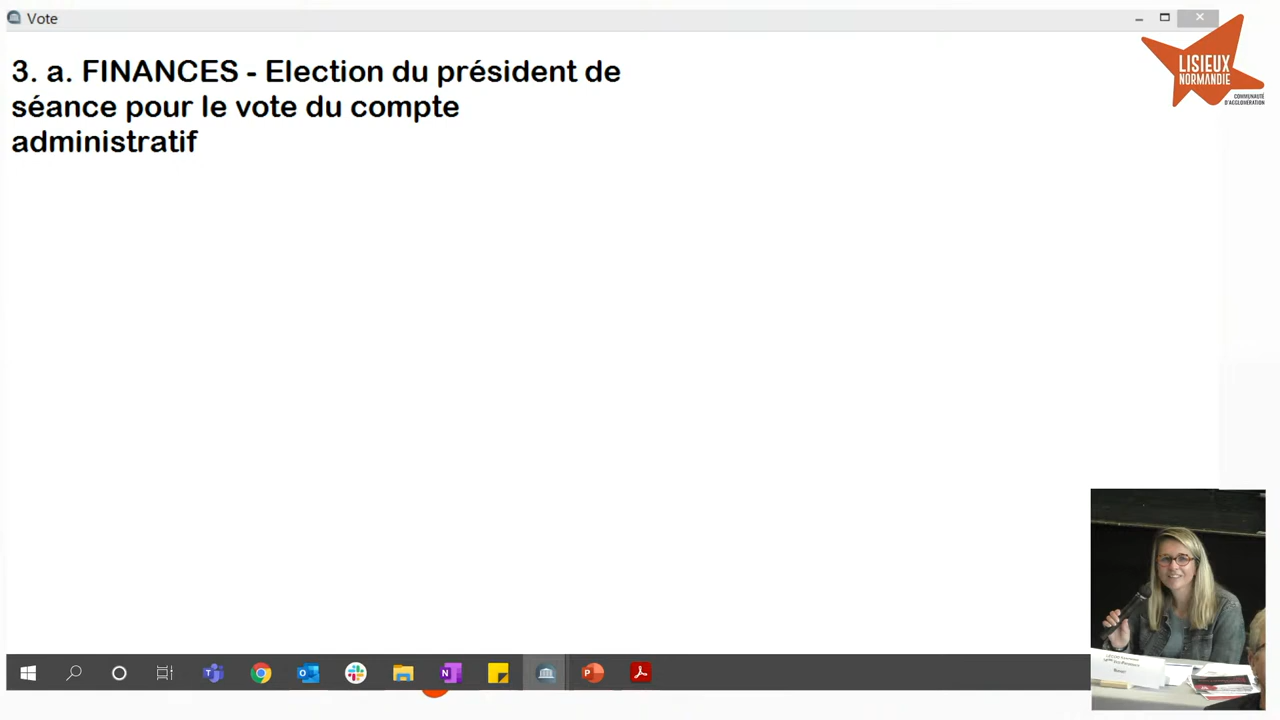 Vote
3. a. FINANCES - Election du président de
séance pour le vote du compte
administratif
LISIEUX
NORMANDIE
COMMUNAUTÉ
D'AGGLOMÉRATION